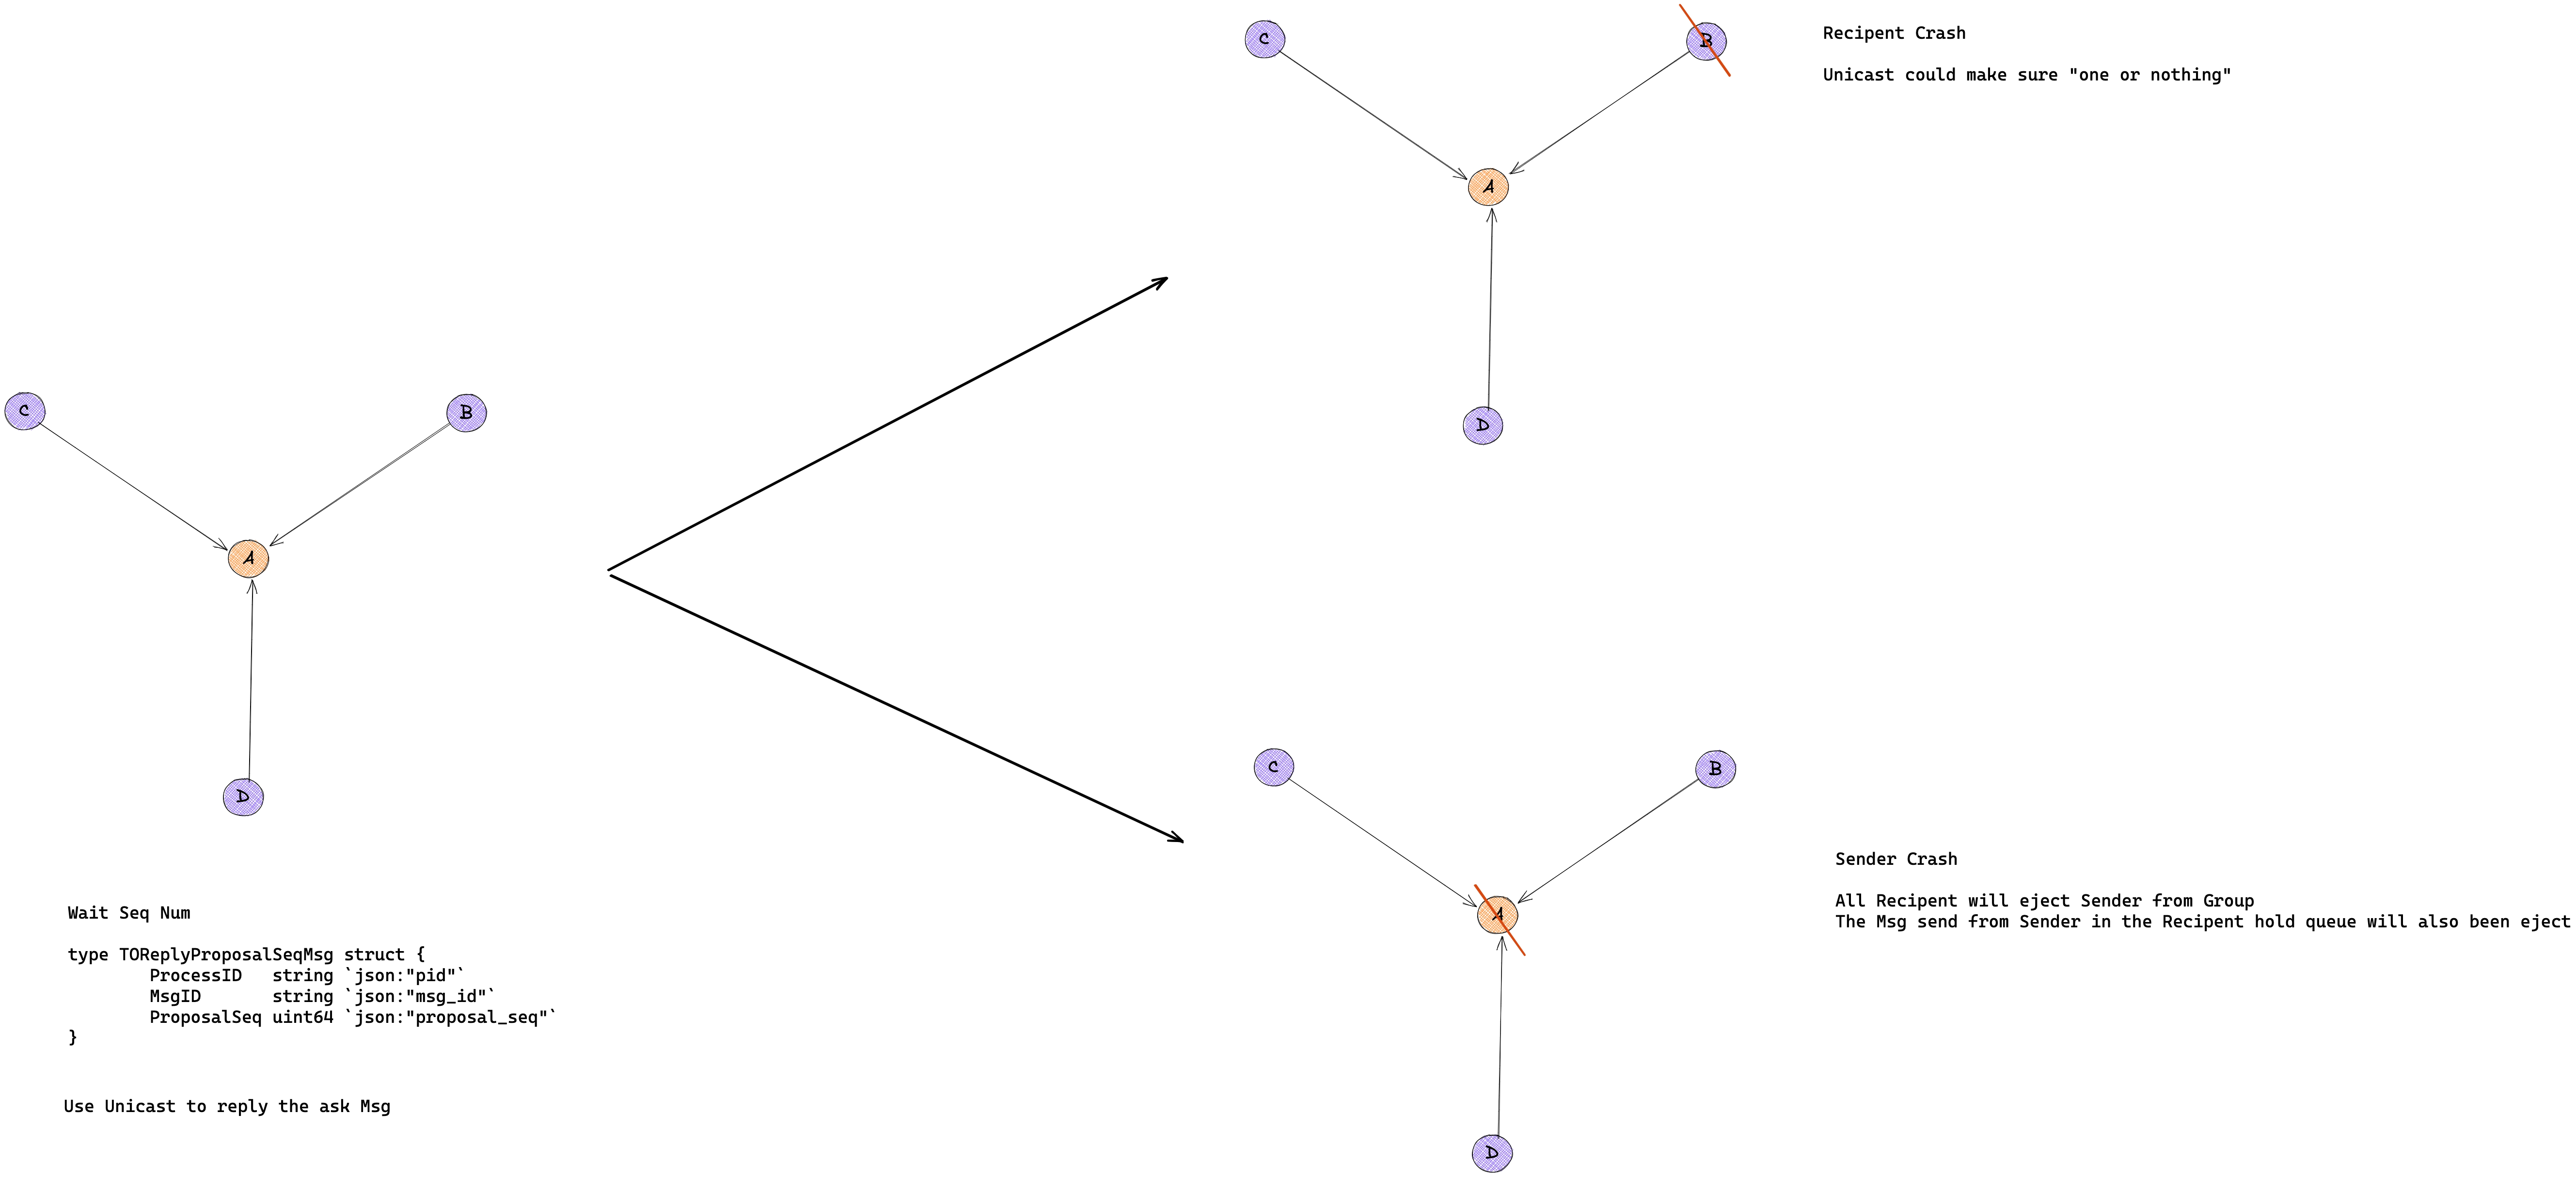 C
B
A
D
Wait Seq Num
type TOReplyProposalSeqMsg struct {
        ProcessID   string `json:"pid"`
        MsgID       string `json:"msg_id"`
        ProposalSeq uint64 `json:"proposal_seq"`
}
Use Unicast to reply the ask Msg
C
B
A
D
Recipent Crash
Unicast could make sure "one or nothing"
C
B
A
D
Sender Crash
All Recipent will eject Sender from Group
The Msg send from Sender in the Recipent hold queue will also been eject